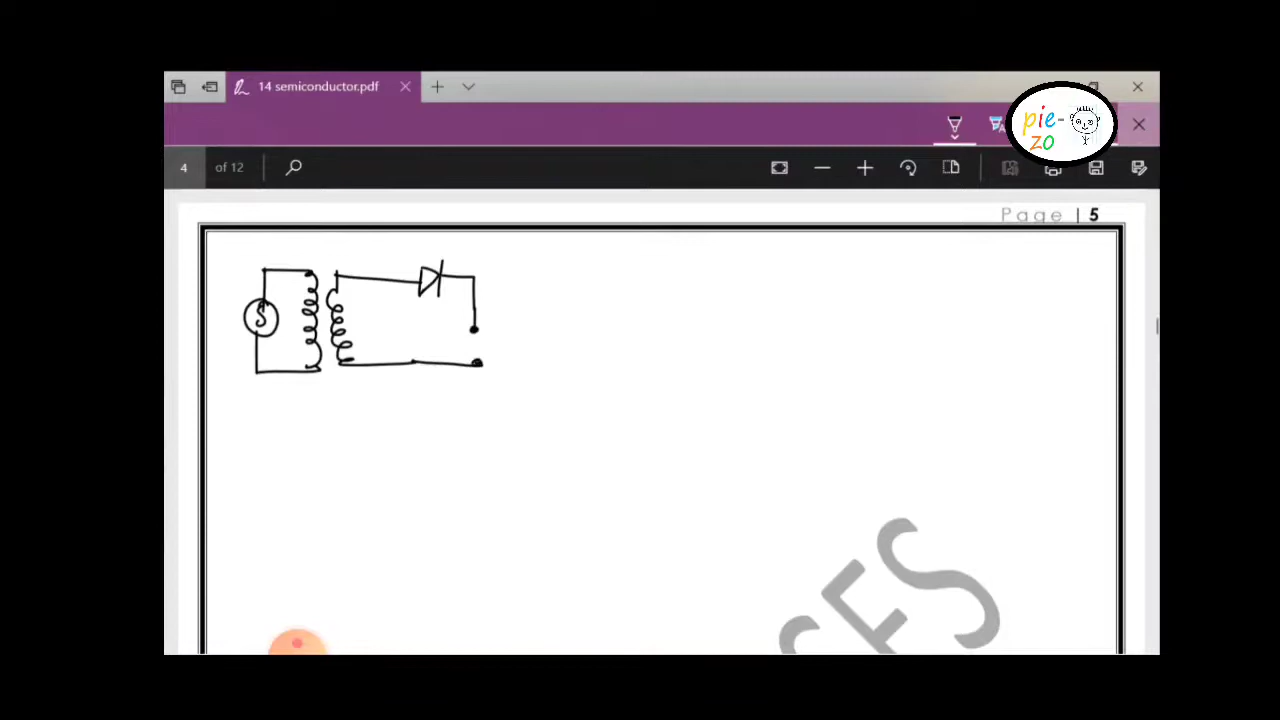 14 semiconductor.pdf
pie-
zo
4 of 12
Page | 5
S